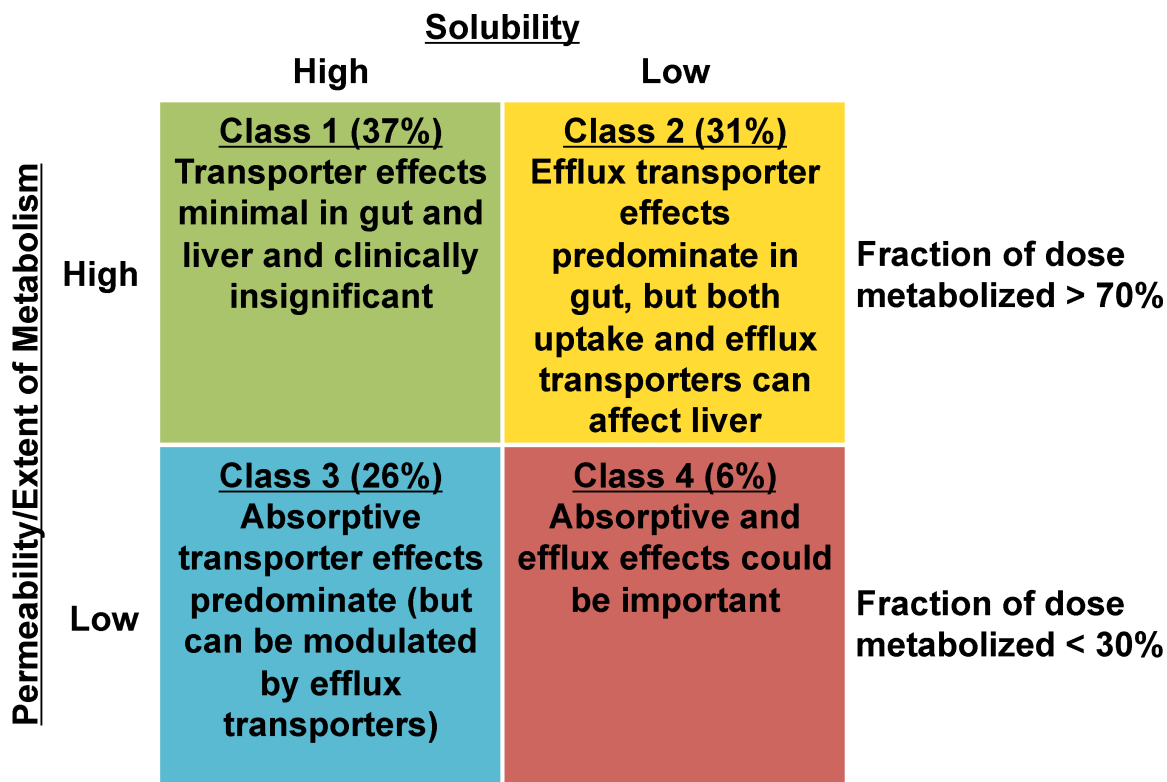 Solubility
High
Low
Permeability/Extent of Metabolism
High
Class 1 (37%)
Transporter effects
minimal in gut and
liver and clinically
insignificant
Class 2 (31%)
Efflux transporter
effects
predominate in
gut, but both
uptake and efflux
transporters can
affect liver
Fraction of dose
metabolized > 70%
Low
Class 3 (26%)
Absorptive
transporter effects
predominate (but
can be modulated
by efflux
transporters)
Class 4 (6%)
Absorptive and
efflux effects could
be important
Fraction of dose
metabolized < 30%